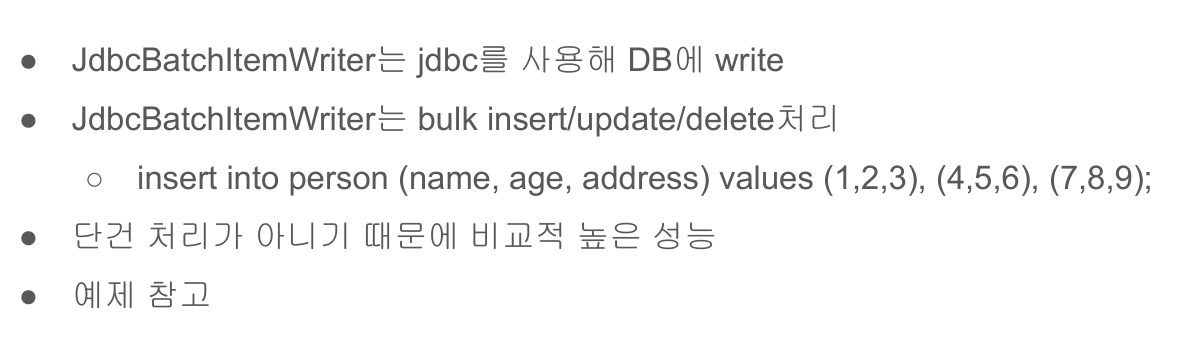 ● JdbcBatchItemWriter는 jdbc를 사용해 DB에 write
● JdbcBatchItemWriter는 bulk insert/update/delete처리
○ insert into person (name, age, address) values (1,2,3), (4,5,6), (7,8,9);
● 단건 처리가 아니기 때문에 비교적 높은 성능
● 예제 참고